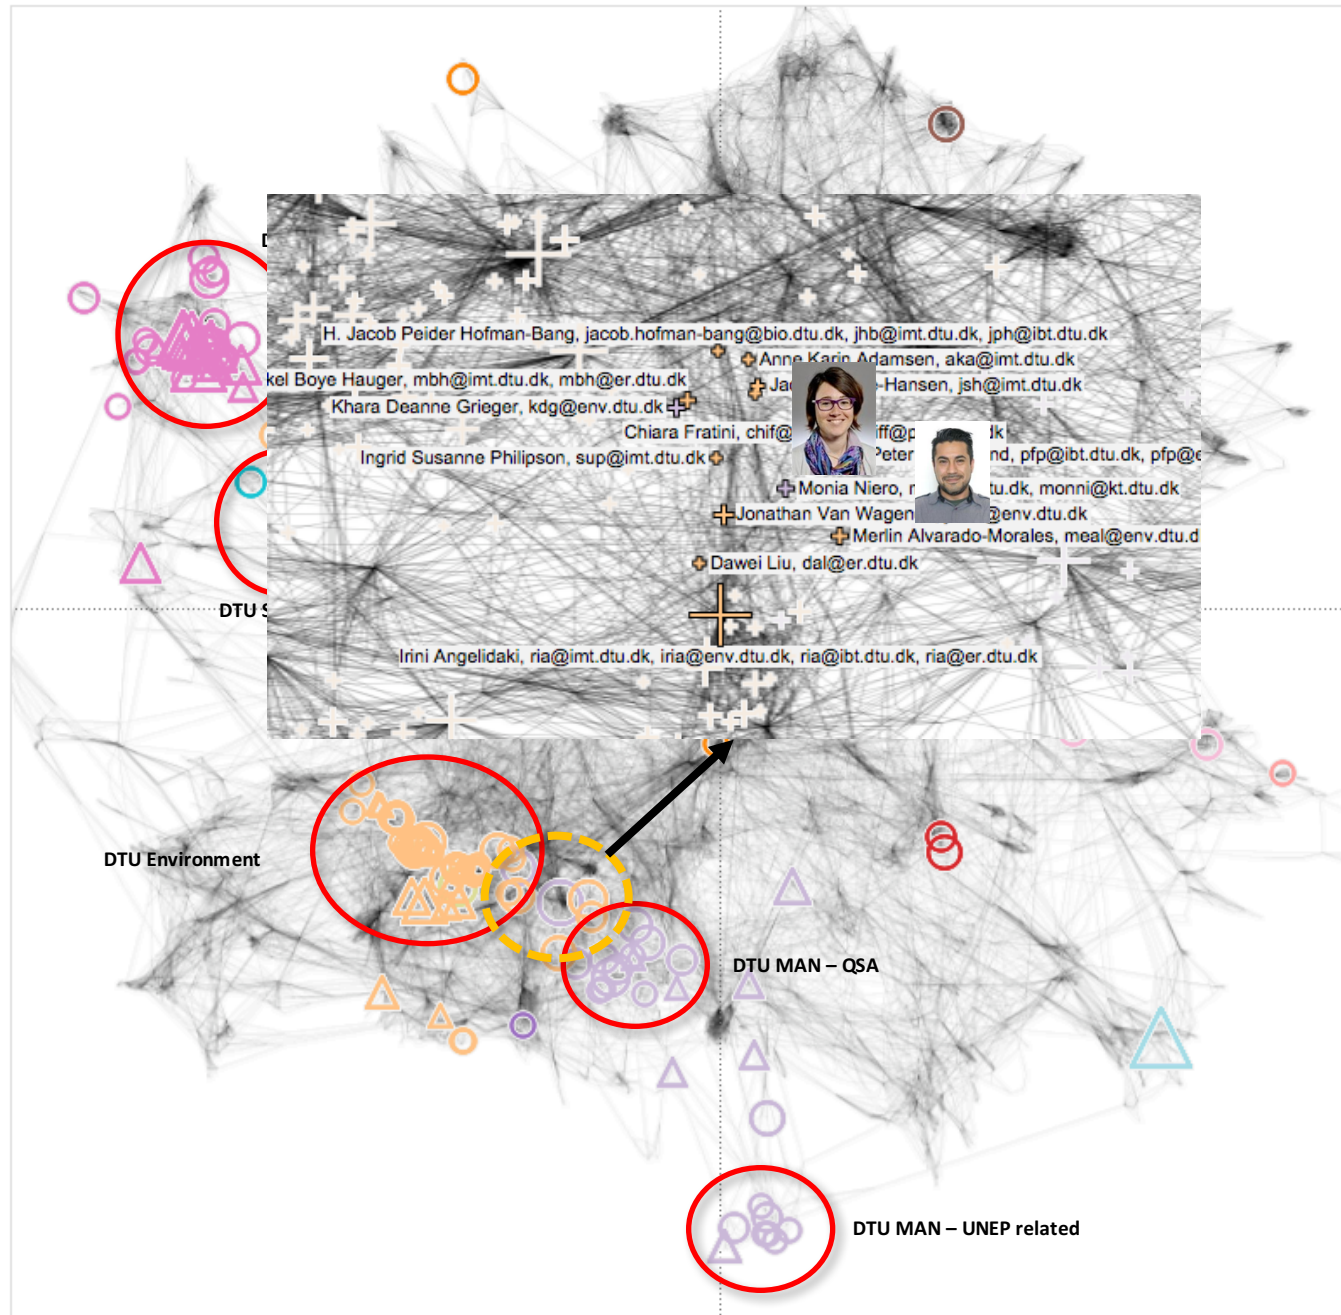 D
H. Jacob Peider Hofman-Bang, jacob.hofman-bang@bio.dtu.dk, jhb@imt.dtu.dk, jph@ibt.dtu.dk
Anne Karin Adamsen, aka@imt.dtu.dk
kel Boye Hauger, mbh@imt.dtu.dk, mbh@er.dtu.dk
Ja e-Hansen, jsh@imt.dtu.dk
Khara Deanne Grieger, kdg@env.dtu.dk
Chiara Fratini, chif@ iff@p dk
Ingrid Susanne Philipson, sup@imt.dtu.dk
Peter nd, pfp@ibt.dtu.dk, pfp@e
Monia Niero, tu.dk, monni@kt.dtu.dk
Jonathan Van Wagen @env.dtu.dk
Merlin Alvarado-Morales, meal@env.dtu.d
Dawei Liu, dal@er.dtu.dk
DTU S
Irini Angelidaki, ria@imt.dtu.dk, iria@env.dtu.dk, ria@ibt.dtu.dk, ria@er.dtu.dk
DTU Environment
DTU MAN – QSA
DTU MAN – UNEP related